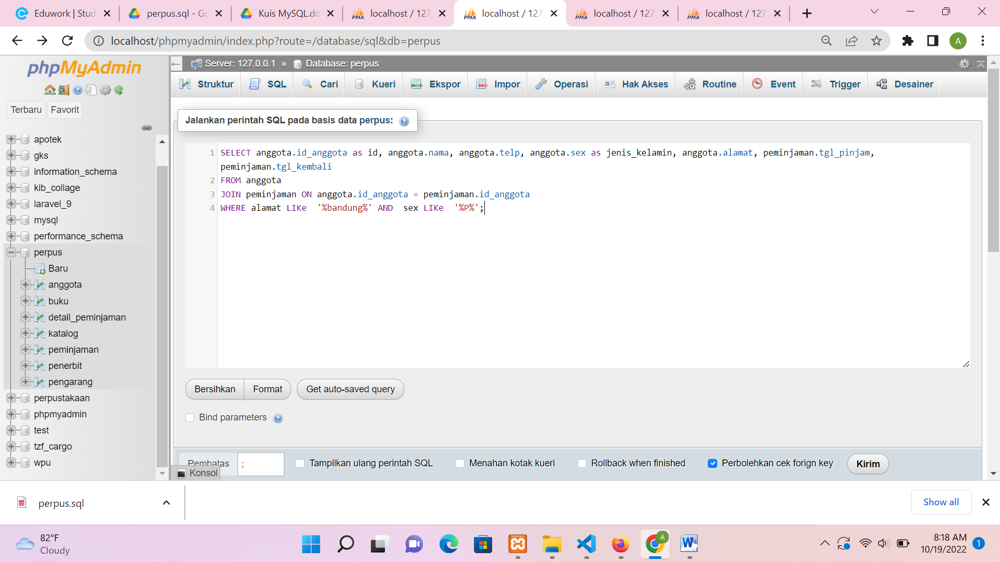 Eduwork | Stud
perpus.sql - Go
Kuis MySQL.do
localhost / 127
localhost / 127
localhost / 127
localhost / 127
localhost/phpmyadmin/index.php?route=/database/sql&db=perpus
A
phpMyAdmin
Terbaru
Favorit
apotek
gks
information_schema
kib_collage
laravel_9
mysql
performance_schema
perpus
Baru
anggota
buku
detail_peminjaman
katalog
peminjaman
penerbit
pengarang
perpustakaan
phpmyadmin
test
tzf_cargo
wpu
Server: 127.0.0.1 » Database: perpus
Struktur SQL Cari Kueri Ekspor Impor Operasi Hak Akses Routine Event Trigger Desainer
Jalankan perintah SQL pada basis data perpus:
1 SELECT anggota.id_anggota as id, anggota.nama, anggota.telp, anggota.sex as jenis_kelamin, anggota.alamat, peminjaman.tgl_pinjam,
peminjaman.tgl_kembali
2 FROM anggota
3 JOIN peminjaman ON anggota.id_anggota = peminjaman.id_anggota
4 WHERE alamat LIKe  '%bandung%' AND  sex LIKe  '%P%';
Bersihkan Format Get auto-saved query
Bind parameters
Pembatas ; Tampilkan ulang perintah SQL Menahan kotak kueri Rollback when finished Perbolehkan cek forign key Kirim
Konsol
perpus.sql
Show all
82°F
Cloudy
A
8:18 AM
10/19/2022
1